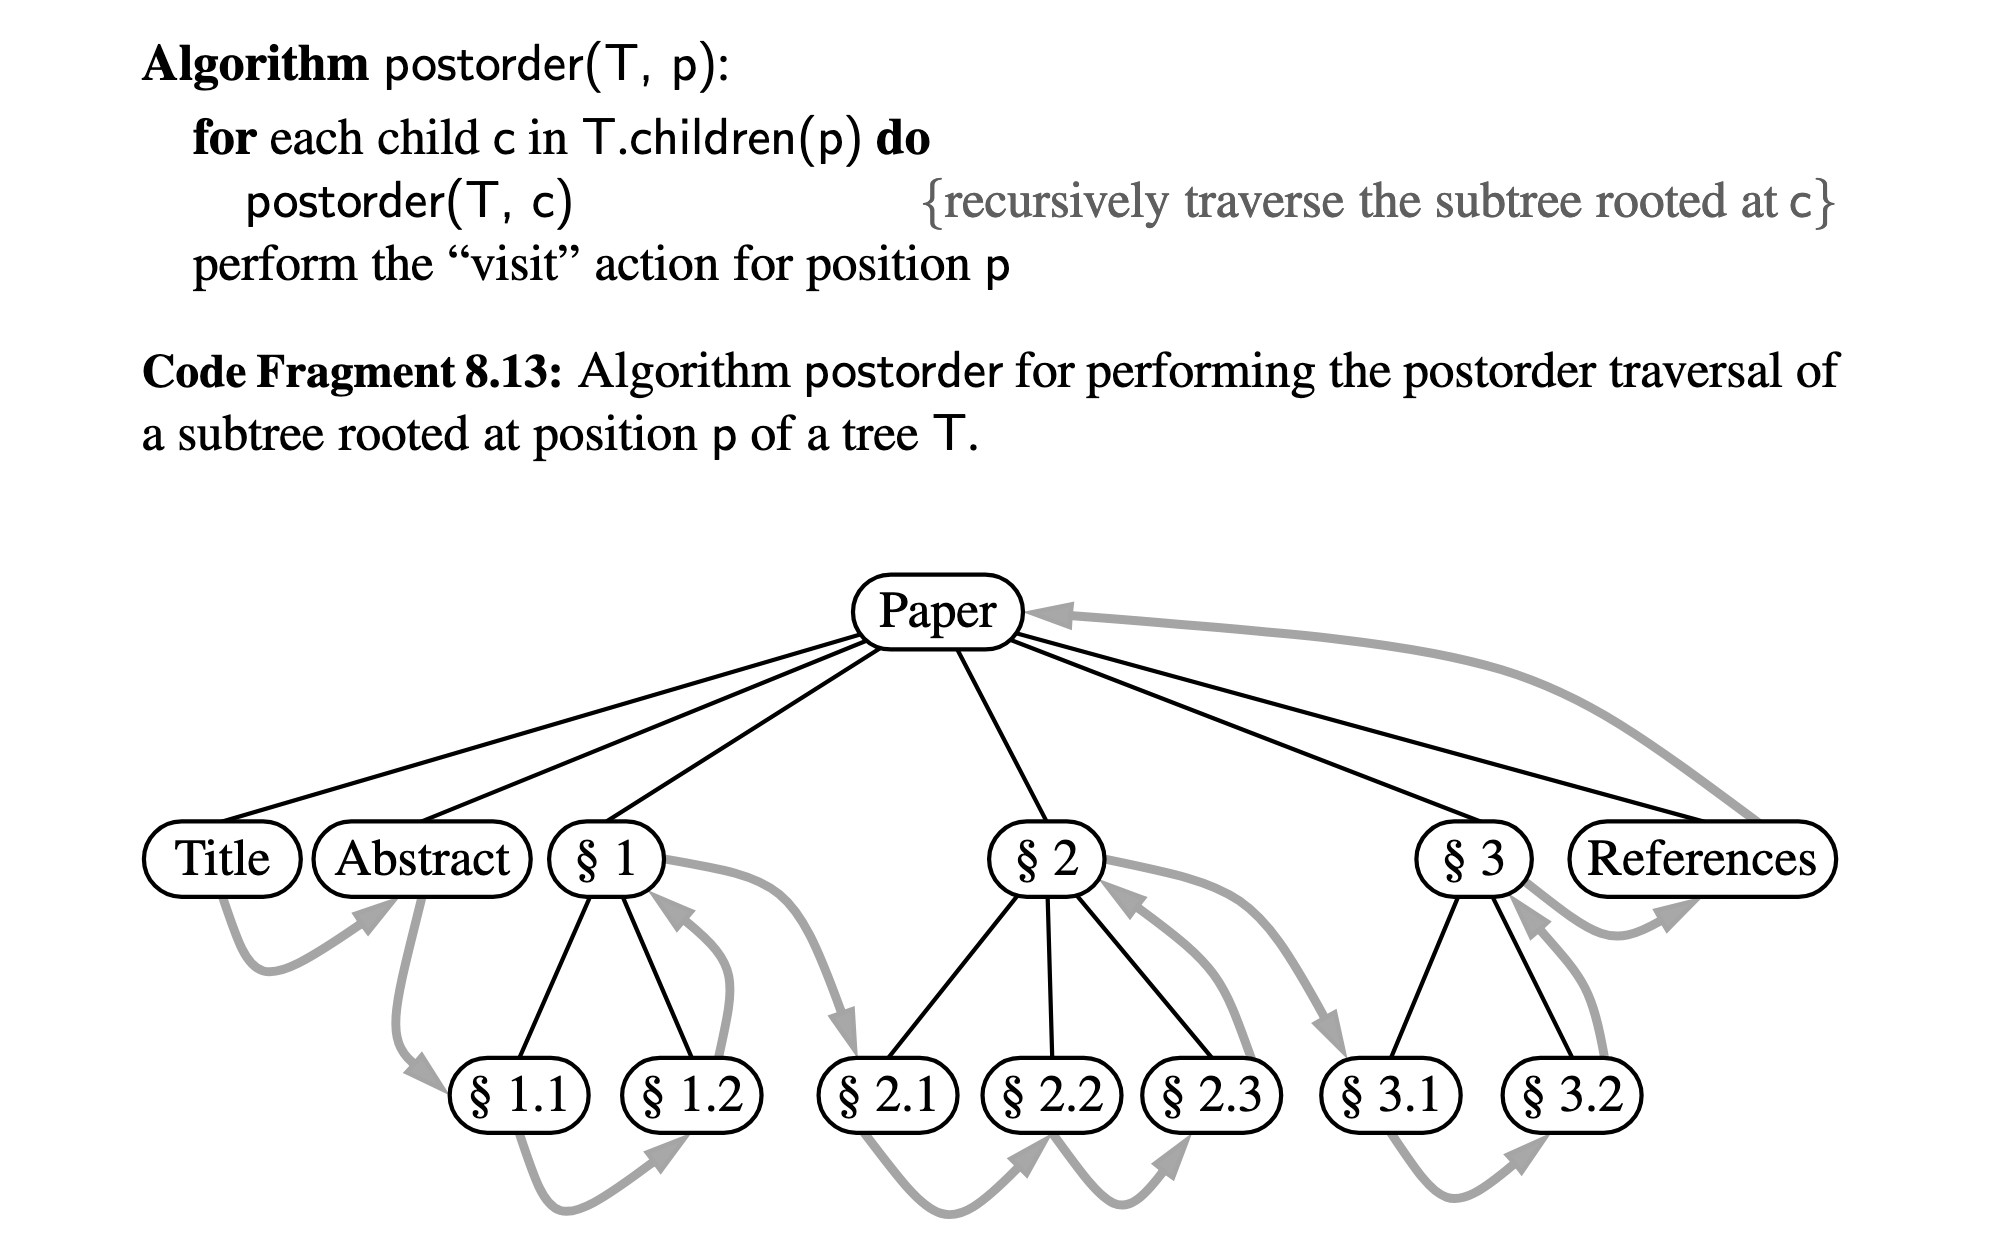 Algorithm postorder(T, p):
for each child c in T.children(p) do
postorder(T, c) {recursively traverse the subtree rooted at c}
perform the “visit” action for position p
Code Fragment 8.13: Algorithm postorder for performing the postorder traversal of
a subtree rooted at position p of a tree T.
Paper
Title Abstract § 1 § 2 § 3 References
§ 1.1 § 1.2 § 2.1 § 2.2 § 2.3 § 3.1 § 3.2